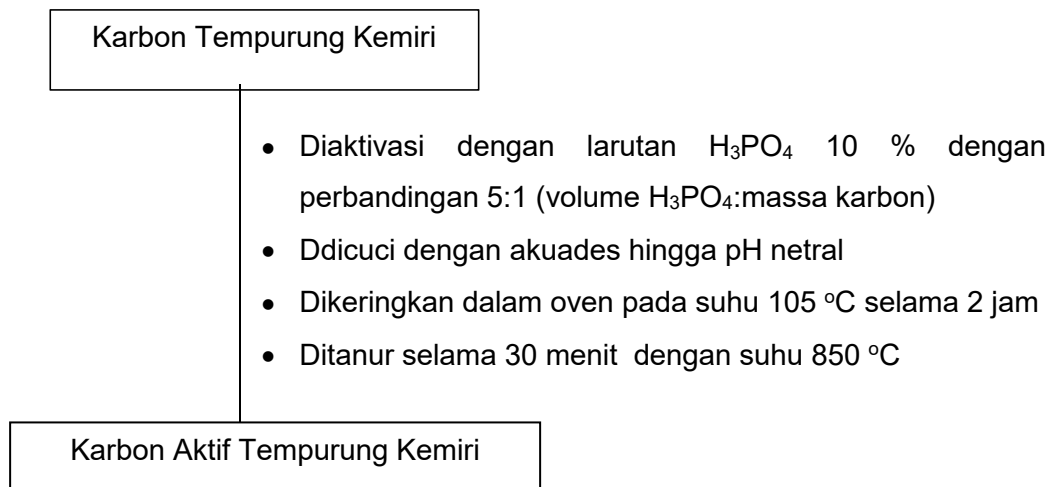 Karbon Tempurung Kemiri
• Diaktivasi dengan larutan H₃PO₄ 10 % dengan
perbandingan 5:1 (volume H₃PO₄:massa karbon)
• Ddicuci dengan akuades hingga pH netral
• Dikeringkan dalam oven pada suhu 105 °C selama 2 jam
• Ditanur selama 30 menit dengan suhu 850 °C
Karbon Aktif Tempurung Kemiri